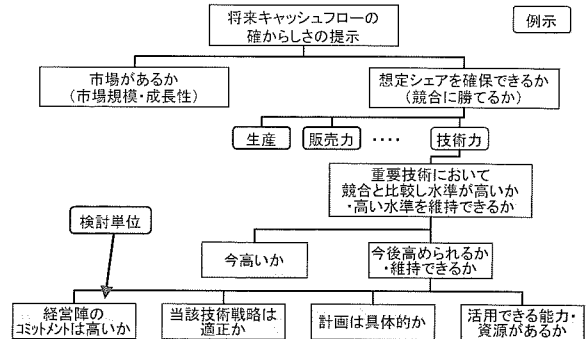 将来キャッシュフローの
確からしさの提示
例示
市場があるか
(市場規模・成長性)
想定シェアを確保できるか
(競合に勝てるか)
生産
販売力
・・・・
技術力
重要技術において
競合と比較し水準が高いか
・高い水準を維持できるか
検討単位
今高いか
今後高められるか
・維持できるか
経営陣の
コミットメントは高いか
当該技術戦略は
適正か
計画は具体的か
活用できる能力・
資源があるか